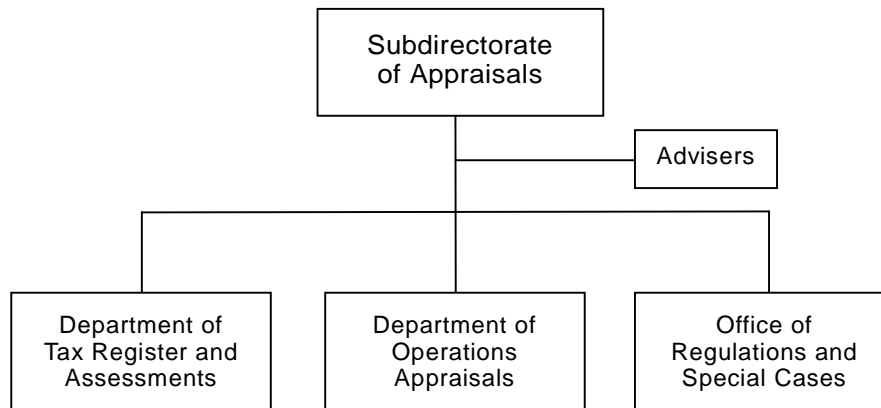 Subdirectorate
of Appraisals
Advisers
Department of
Tax Register and
Assessments
Department of
Operations
Appraisals
Office of
Regulations and
Special Cases